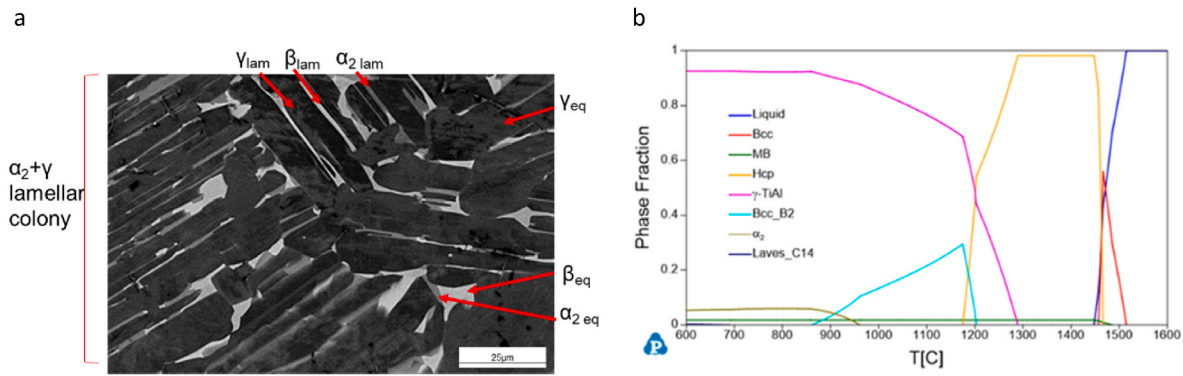 a
γlam βlam α2 lam
γeq
α2+γ
lamellar
colony
βeq
α2 eq
25μm
b
Phase Fraction
1
0.8
0.6
0.4
0.2
0
Liquid
Bcc
MB
Hcp
γ-TiAl
Bcc_B2
α2
Laves_C14
600 700 800 900 1000 1100 1200 1300 1400 1500 1600
T[C]
P